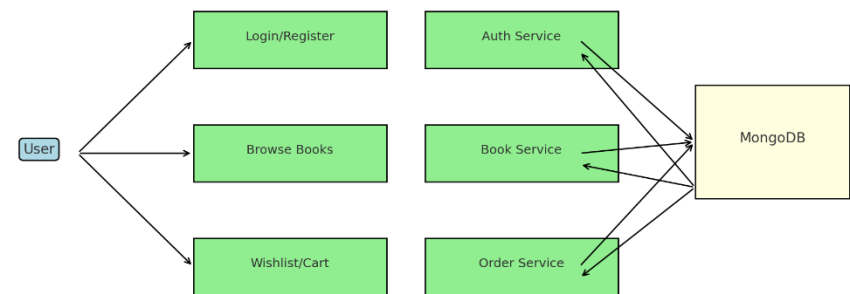 Login/Register
Auth Service
User
Browse Books
Book Service
MongoDB
Wishlist/Cart
Order Service